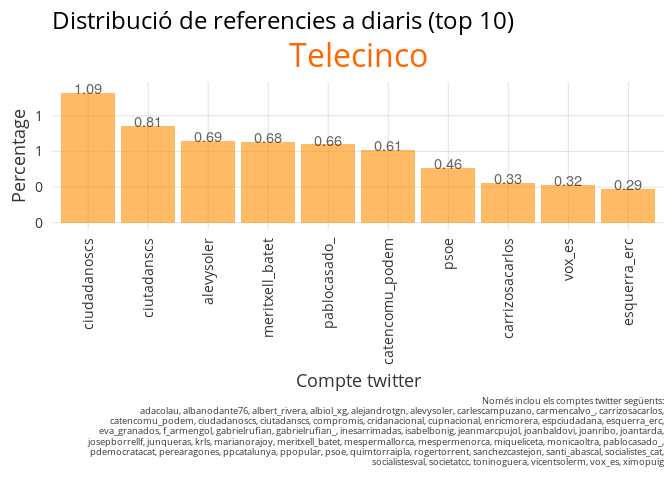 Distribució de referencies a diaris (top 10)
Telecinco
Percentage
1
1
0
0
1.09
0.81
0.69
0.68
0.66
0.61
0.46
0.33
0.32
0.29
ciudadanoscs
ciutadanscs
alevysoler
meritxell_batet
pablocasado_
catencomu_podem
psoe
carrizosacarlos
vox_es
esquerra_erc
Compte twitter
Només inclou els comptes twitter següents:
adacolau, albanodante76, albert_rivera, albiol_xg, alejandrotgn, alevysoler, carlescampuzano, carmencalvo_, carrizosacarlos,
catencomu_podem, ciudadanoscs, ciutadanscs, compromis, cridanacional, cupnacional, enricmorera, espciudadana, esquerra_erc,
eva_granados, f_armengol, gabrielrufian, gabrielrufian_, inesarrimadas, isabelbonig, jeanmarcpujol, joanbaldovi, joanribo, joantarda,
josepborrellf, junqueras, krls, marianorajoy, meritxell_batet, mespermallorca, mespermenorca, miqueliceta, monicaoltra, pablocasado_,
pdemocratacat, perearagones, ppcatalunya, ppopular, psoe, quimtorraipla, rogertorrent, sanchezcastejon, santi_abascal, socialistes_cat,
socialistesval, societatcc, toninoguera, vicentsolerm, vox_es, ximopuig